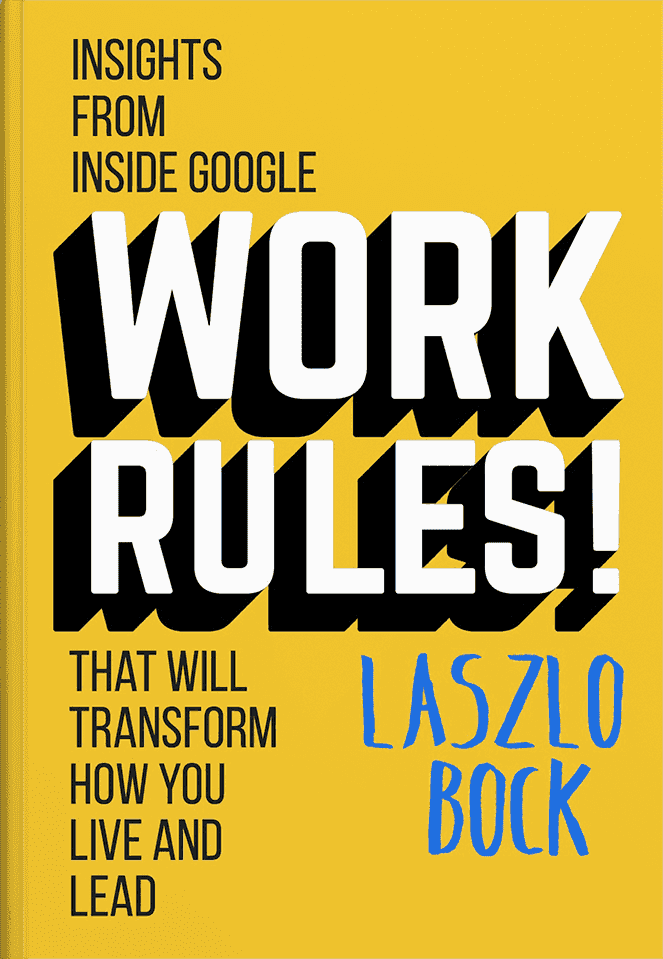 INSIGHTS
FROM
INSIDE GOOGLE
WORK
RULES!
THAT WILL
TRANSFORM
HOW YOU
LIVE AND
LEAD
LASZLO
BOCK